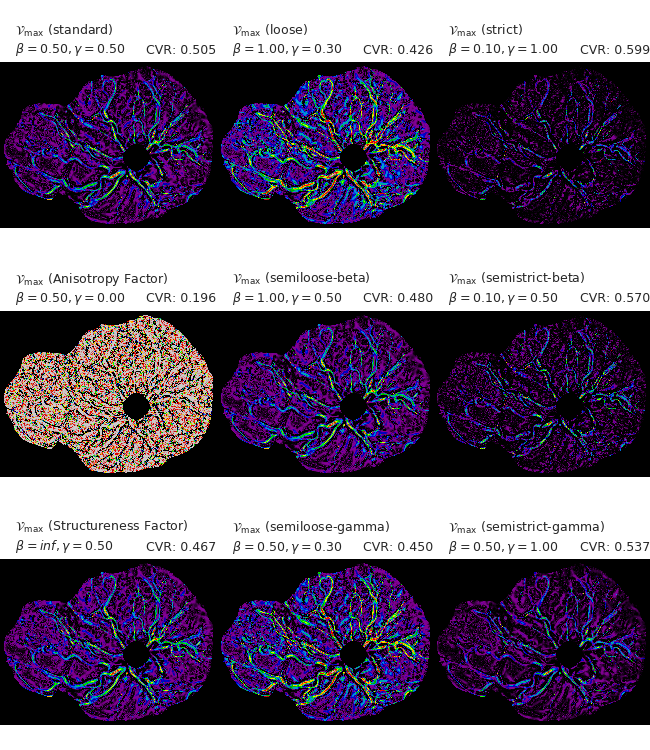 𝒱max (standard)
β = 0.50, γ = 0.50 CVR: 0.505
𝒱max (loose)
β = 1.00, γ = 0.30 CVR: 0.426
𝒱max (strict)
β = 0.10, γ = 1.00 CVR: 0.599
𝒱max (Anisotropy Factor)
β = 0.50, γ = 0.00 CVR: 0.196
𝒱max (semiloose-beta)
β = 1.00, γ = 0.50 CVR: 0.480
𝒱max (semistrict-beta)
β = 0.10, γ = 0.50 CVR: 0.570
𝒱max (Structureness Factor)
β = inf, γ = 0.50 CVR: 0.467
𝒱max (semiloose-gamma)
β = 0.50, γ = 0.30 CVR: 0.450
𝒱max (semistrict-gamma)
β = 0.50, γ = 1.00 CVR: 0.537